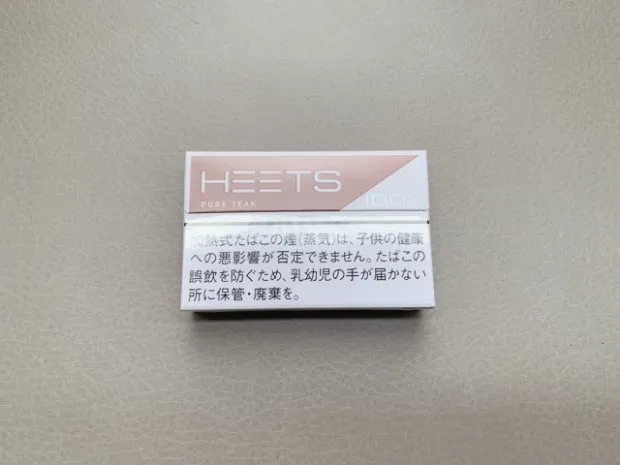 HEETS
PURE TEAK
加熱式たばこの煙(蒸気)は、子供の健康
への悪影響が否定できません。たばこの
誤飲を防ぐため、乳幼児の手が届かない
所に保管・廃棄を。